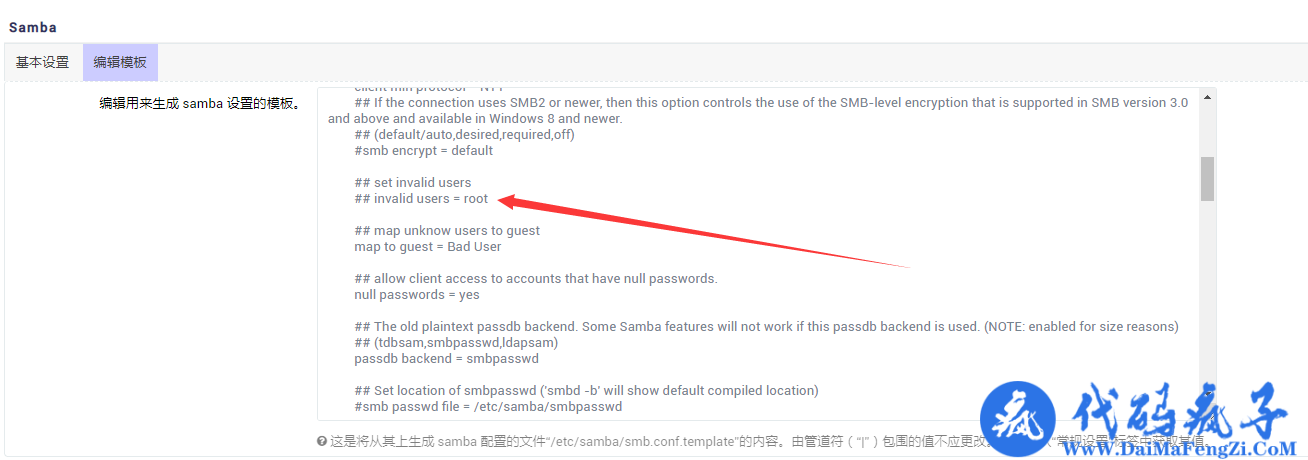 Samba
基本设置 编辑模板
编辑用来生成 samba 设置的模板。
## If the connection uses SMB2 or newer, then this option controls the use of the SMB-level encryption that is supported in SMB version 3.0
and above and available in Windows 8 and newer.
## (default/auto,desired,required,off)
#smb encrypt = default
## set invalid users
## invalid users = root
## map unknow users to guest
map to guest = Bad User
## allow client access to accounts that have null passwords.
null passwords = yes
## The old plaintext passdb backend. Some Samba features will not work if this passdb backend is used. (NOTE: enabled for size reasons)
## (tdbsam,smbpasswd,ldapsam)
passdb backend = smbpasswd
## Set location of smbpasswd ('smbd -b' will show default compiled location)
#smb passwd file = /etc/samba/smbpasswd
这是将从其上生成 samba 配置的文件“/etc/samba/smb.conf.template”的内容。由管道符（“|”）包围的值不应更改。 “常规设置”标签中获取其值。
疯 代码疯子
www.DaiMaFengZi.CoM